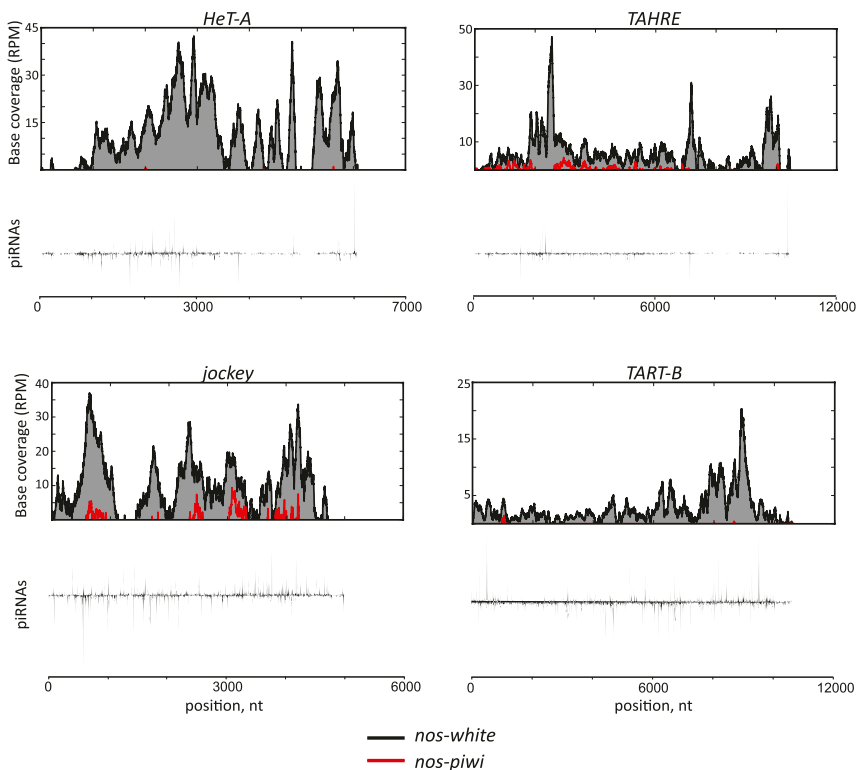 HeT-A
TAHRE
Base coverage (RPM)
45
30
15
50
30
10
piRNAs
0
3000
7000
0
6000
12000
jockey
TART-B
Base coverage (RPM)
40
30
20
10
25
15
5
piRNAs
0
3000
6000
0
6000
12000
position, nt
position, nt
nos-white
nos-piwi